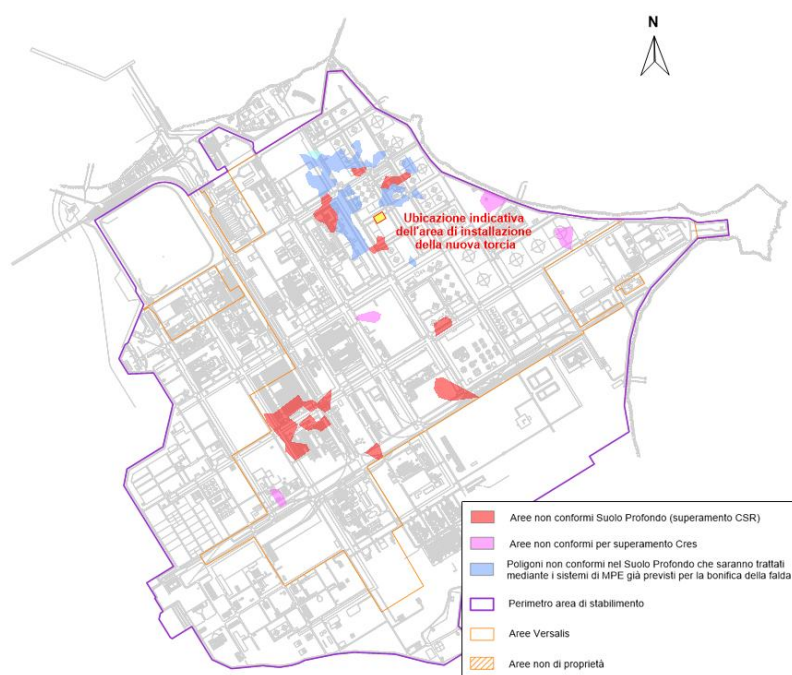 N
Ubicazione indicativa
dell'area di installazione
della nuova torcia
Aree non conformi Suolo Profondo (superamento CSR)
Aree non conformi per superamento Cres
Poligoni non conformi nel Suolo Profondo che saranno trattati
mediante i sistemi di MPE già previsti per la bonifica della falda
Perimetro area di stabilimento
Aree Versalis
Aree non di proprietà